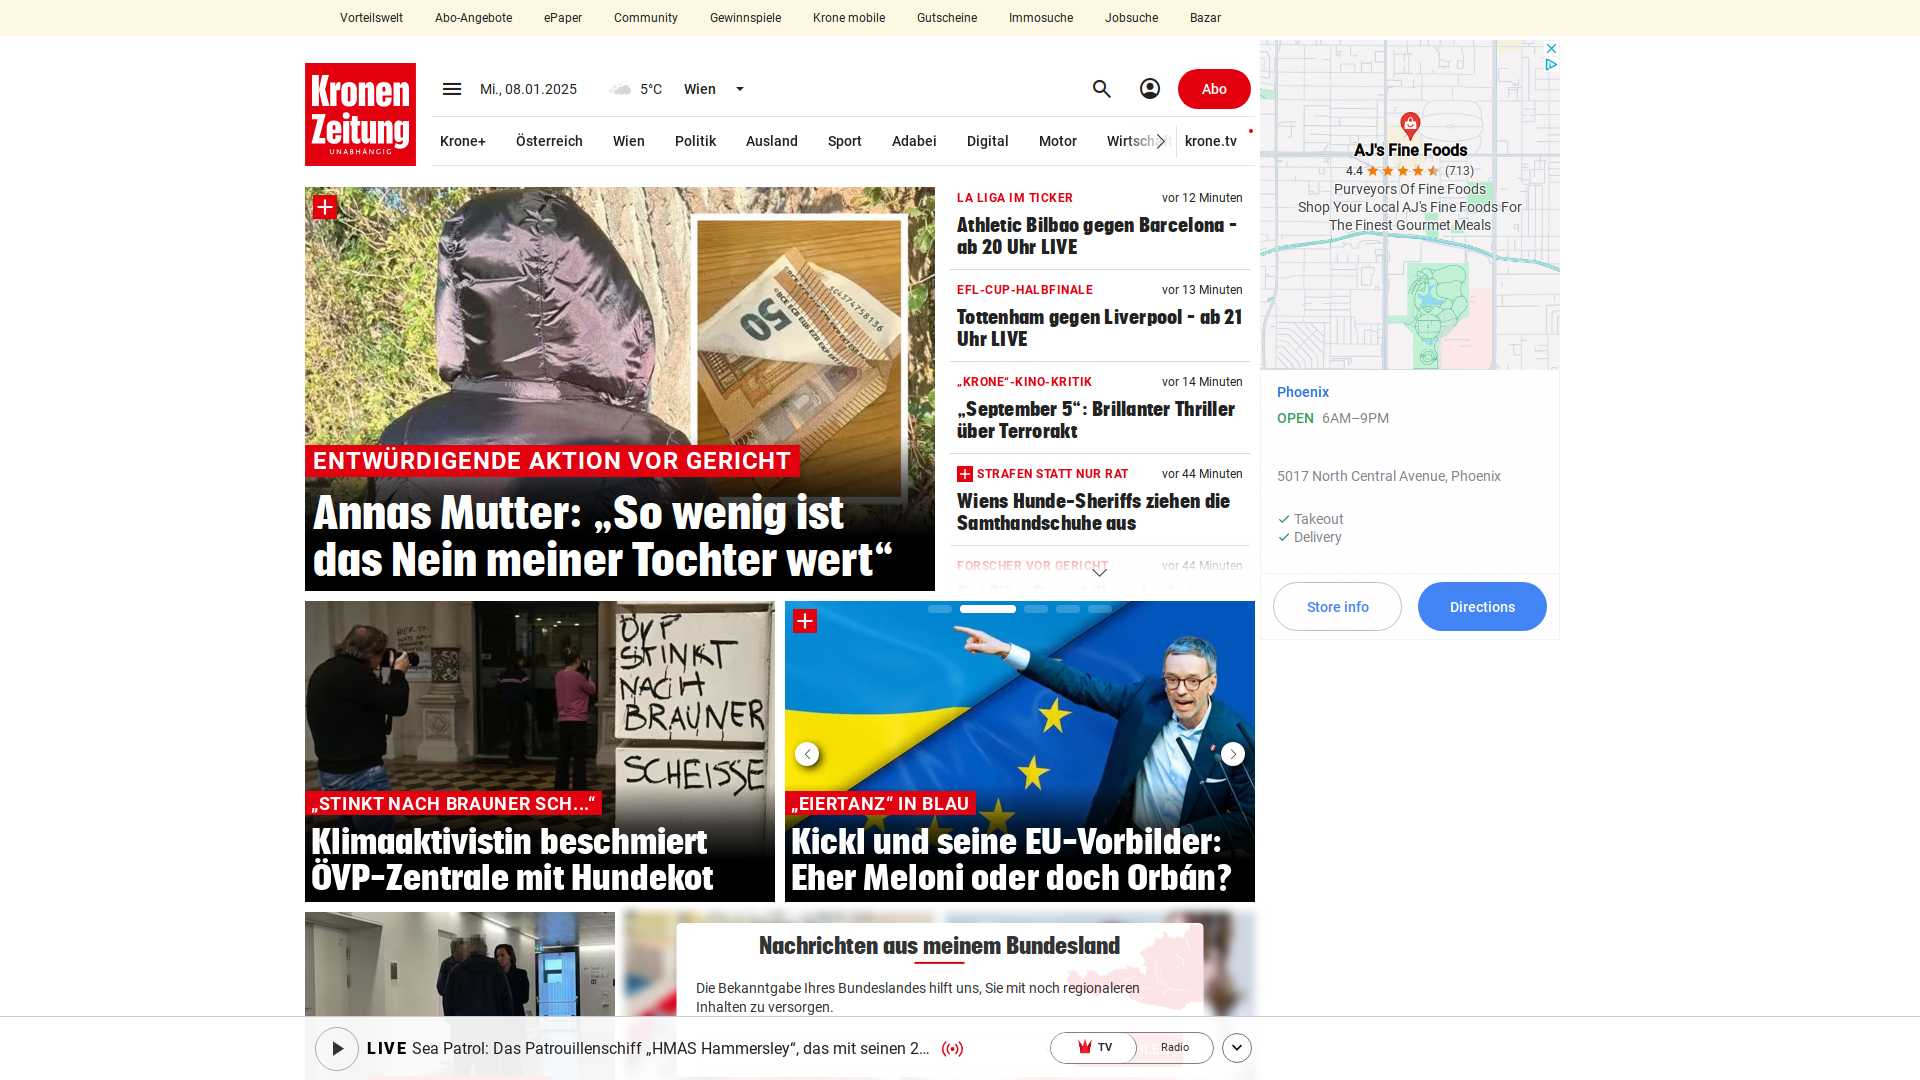 Vorteilswelt Abo-Angebote ePaper Community Gewinnspiele Krone mobile Gutscheine Immosuche Jobsuche Bazar
Kronen
Zeitung
UNABHÄNGIG
Mi., 08.01.2025 5°C Wien
Abo
Krone+ Österreich Wien Politik Ausland Sport Adabei Digital Motor Wirtsch krone.tv
ENTWÜRDIGENDE AKTION VOR GERICHT
Annas Mutter: „So wenig ist
das Nein meiner Tochter wert“
LA LIGA IM TICKER vor 12 Minuten
Athletic Bilbao gegen Barcelona -
ab 20 Uhr LIVE
EFL-CUP-HALBFINALE vor 13 Minuten
Tottenham gegen Liverpool - ab 21
Uhr LIVE
„KRONE“-KINO-KRITIK vor 14 Minuten
„September 5“: Brillanter Thriller
über Terrorakt
STRAFEN STATT NUR RAT vor 44 Minuten
Wiens Hunde-Sheriffs ziehen die
Samthandschuhe aus
FORSCHER VOR GERICHT vor 44 Minuten
AJ's Fine Foods
4.4 (713)
Purveyors Of Fine Foods
Shop Your Local AJ's Fine Foods For
The Finest Gourmet Meals
Phoenix
OPEN 6AM–9PM
5017 North Central Avenue, Phoenix
Takeout
Delivery
Store info Directions
ÖVP
STINKT
NACH
BRAUNER
SCHEISSE
„STINKT NACH BRAUNER SCH...“
Klimaaktivistin beschmiert
ÖVP-Zentrale mit Hundekot
„EIERTANZ“ IN BLAU
Kickl und seine EU-Vorbilder:
Eher Meloni oder doch Orbán?
Nachrichten aus meinem Bundesland
Die Bekanntgabe Ihres Bundeslandes hilft uns, Sie mit noch regionaleren
Inhalten zu versorgen.
LIVE Sea Patrol: Das Patrouillenschiff „HMAS Hammersley“, das mit seinen 2...
TV Radio